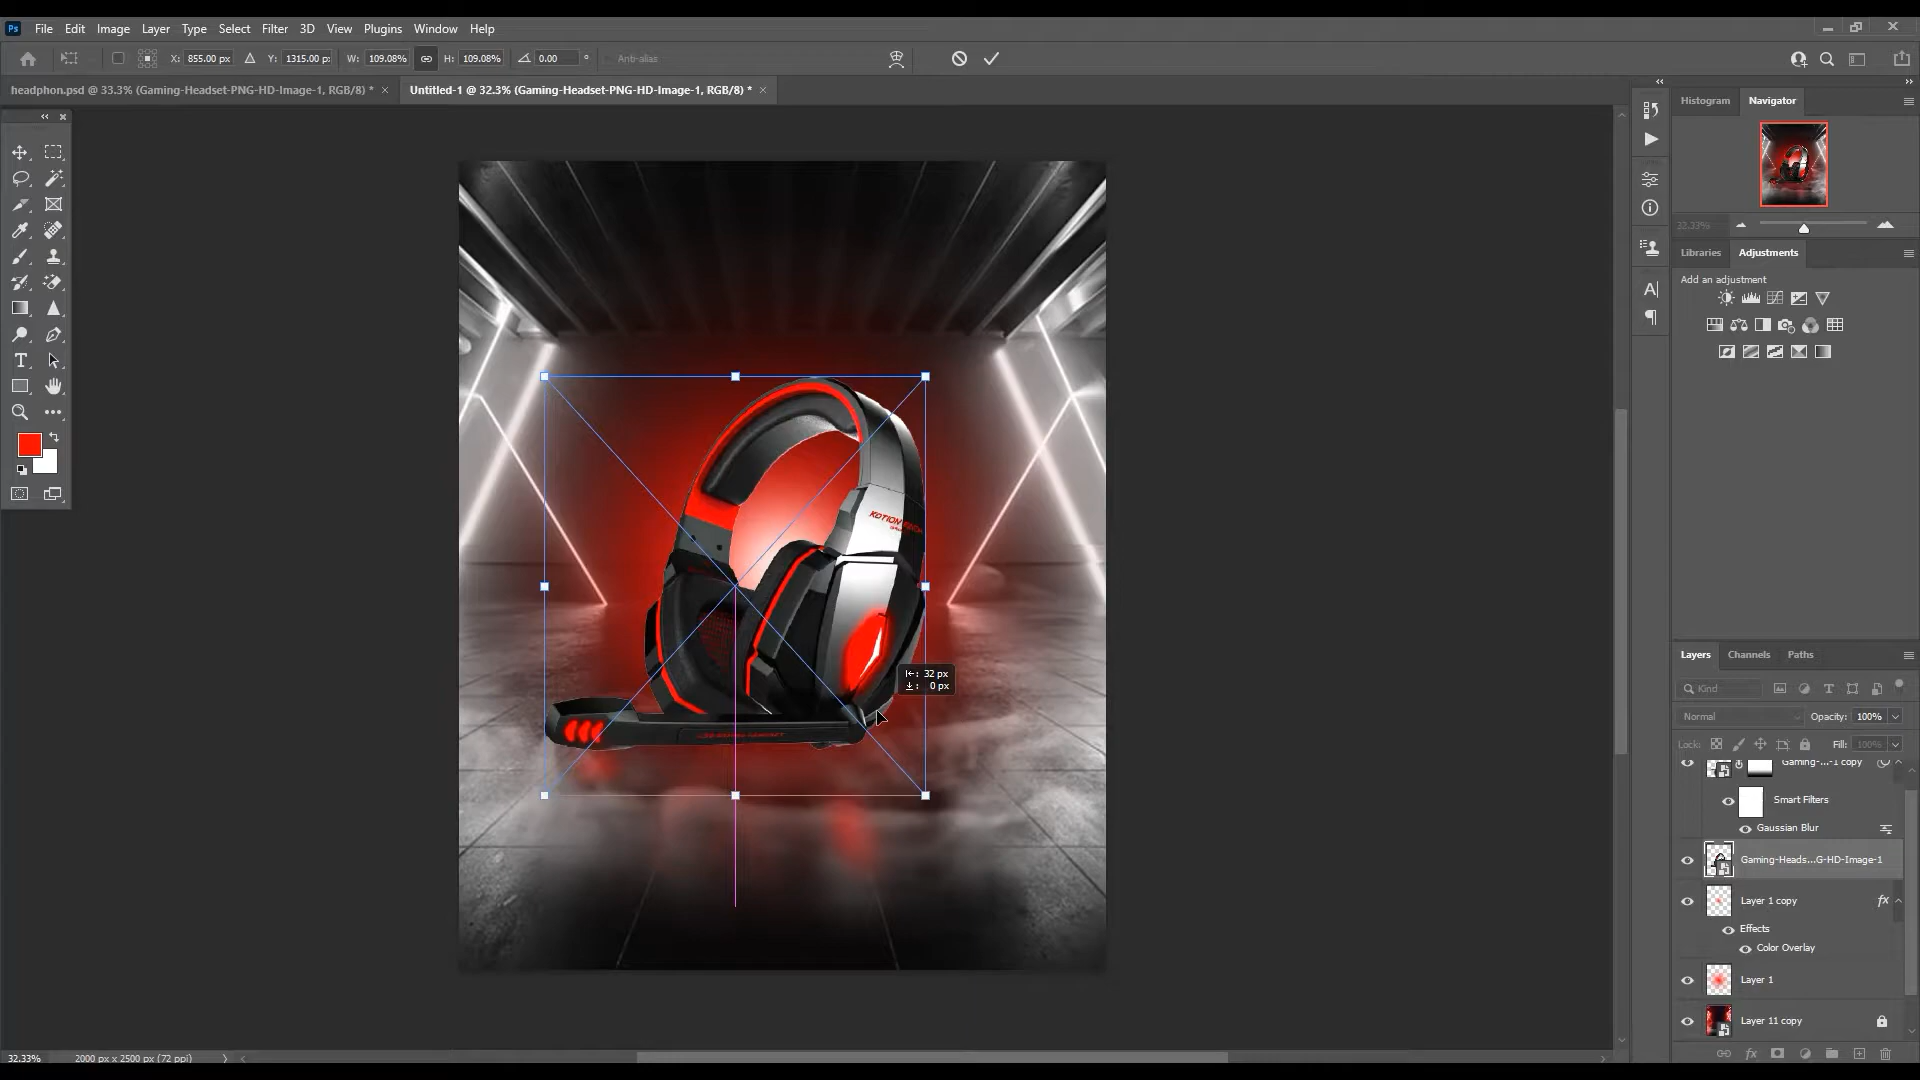 Ps File Edit Image Layer Type Select Filter 3D View Plugins Window Help
X: 855.00 px Y: 1315.00 p: W: 109.08% H: 109.08% 0.00 ° Anti-alias
headphon.psd @ 33.3% (Gaming-Headset-PNG-HD-Image-1, RGB/8) * × Untitled-1 @ 32.3% (Gaming-Headset-PNG-HD-Image-1, RGB/8) * ×
Histogram Navigator
32.33%
Libraries Adjustments
Add an adjustment
KOTION
32 px
0 px
Layers Channels Paths
Kind
Normal Opacity: 100%
Lock: Fill: 100%
Gaming-...-1 copy
Smart Filters
Gaussian Blur
Gaming-Heads...G-HD-Image-1
Layer 1 copy fx
Effects
Color Overlay
Layer 1
Layer 11 copy
32.33% 2000 px x 2500 px (72 ppi)